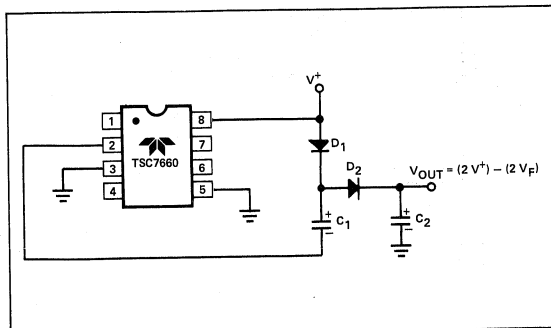 V+
1 8
2 7
TSC7660
3 6
4 5
D1
D2
VOUT = (2 V+) – (2 VF)
+
– C1
+
– C2